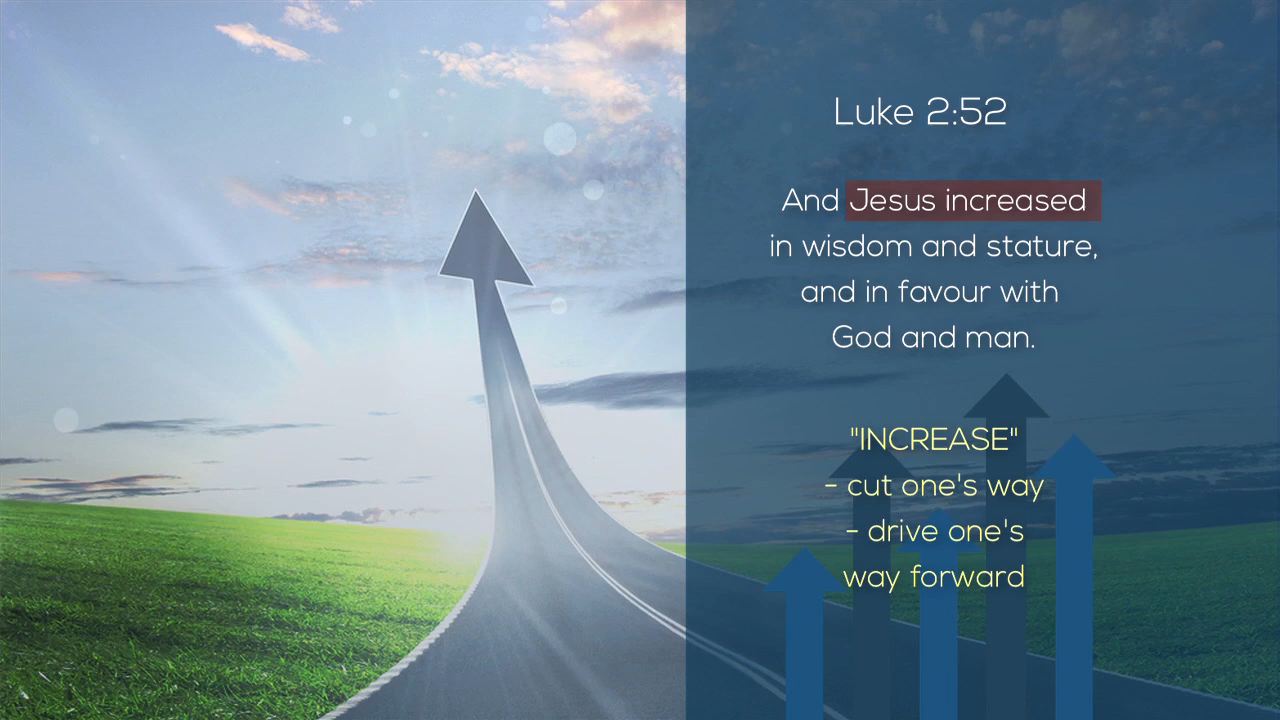 Luke 2:52
And Jesus increased
in wisdom and stature,
and in favour with
God and man.
"INCREASE"
- cut one's way
- drive one's
way forward